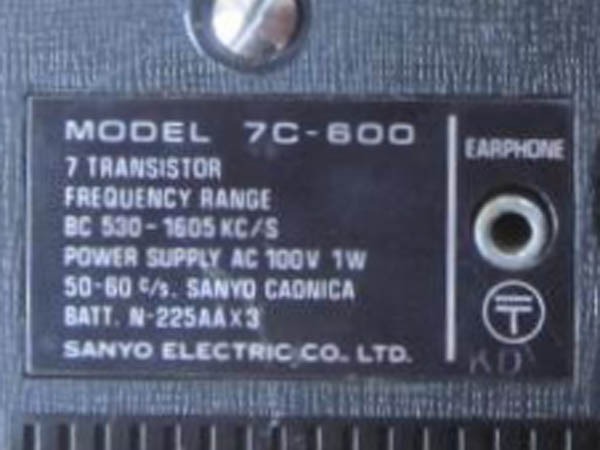 MODEL 7C-600
7 TRANSISTOR
FREQUENCY RANGE
BC 530-1605 KC/S
POWER SUPPLY AC 100V 1W
50-60 c/s. SANYO CADNICA
BATT. N-225AA×3
SANYO ELECTRIC CO., LTD.
EARPHONE
T
KD